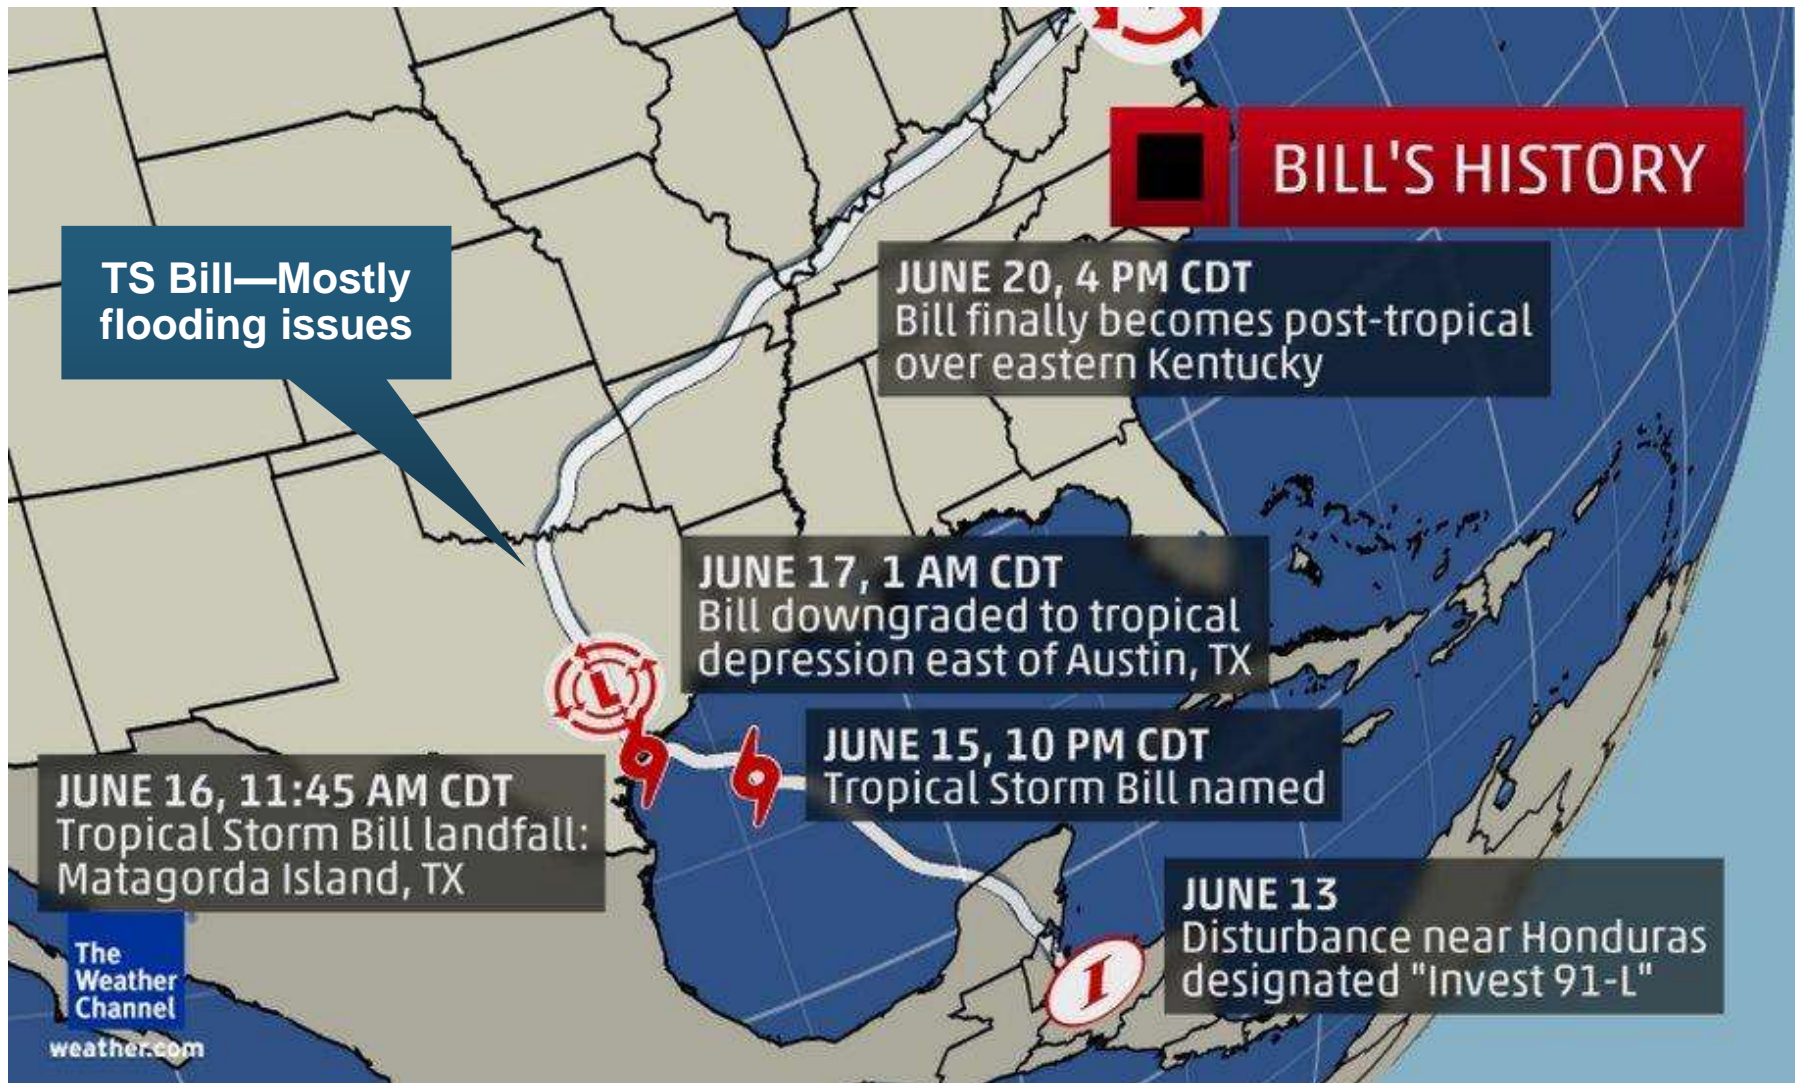 BILL'S HISTORY
TS Bill—Mostly
flooding issues
JUNE 20, 4 PM CDT
Bill finally becomes post-tropical
over eastern Kentucky
JUNE 17, 1 AM CDT
Bill downgraded to tropical
depression east of Austin, TX
L
JUNE 15, 10 PM CDT
Tropical Storm Bill named
JUNE 16, 11:45 AM CDT
Tropical Storm Bill landfall:
Matagorda Island, TX
JUNE 13
Disturbance near Honduras
designated "Invest 91-L"
I
The
Weather
Channel
weather.com